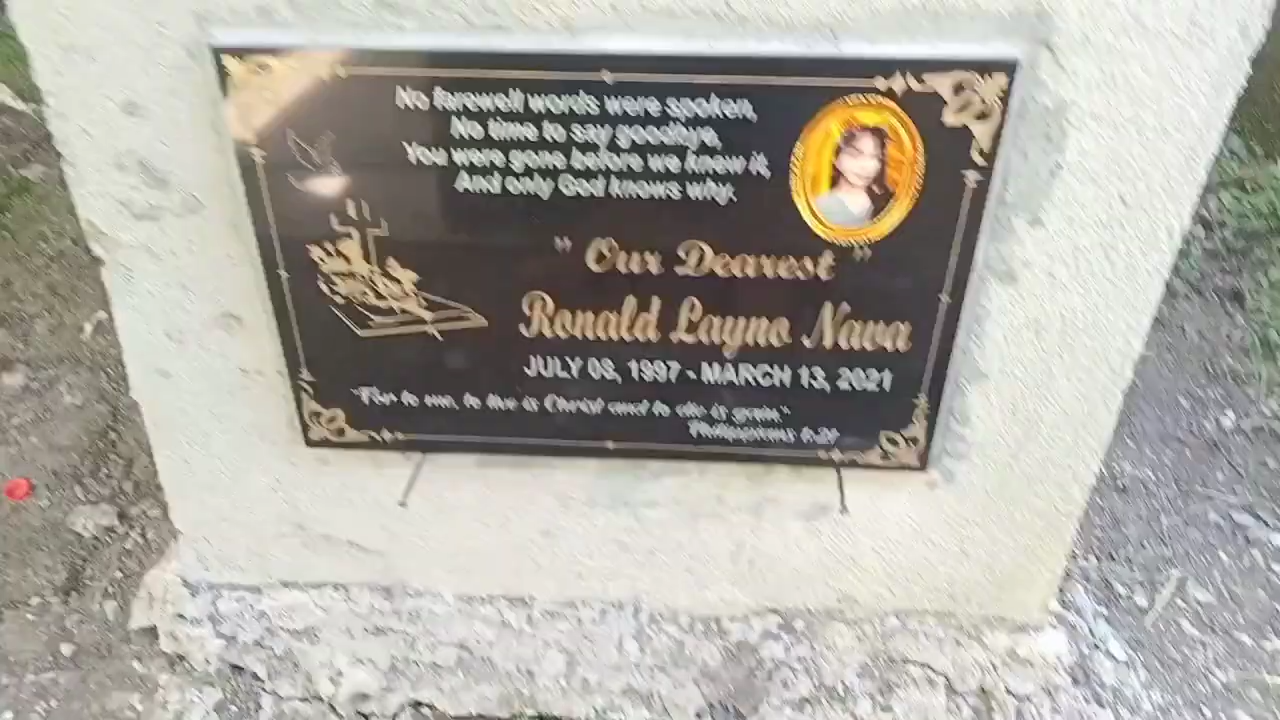 No farewell words were spoken,
No time to say goodbye,
You were gone before we knew it,
And only God knows why.
" Our Dearest "
Ronald Layno Nava
JULY 08, 1997 - MARCH 13, 2021
"For to me, to live is Christ and to die is gain."
Philippians 1:21